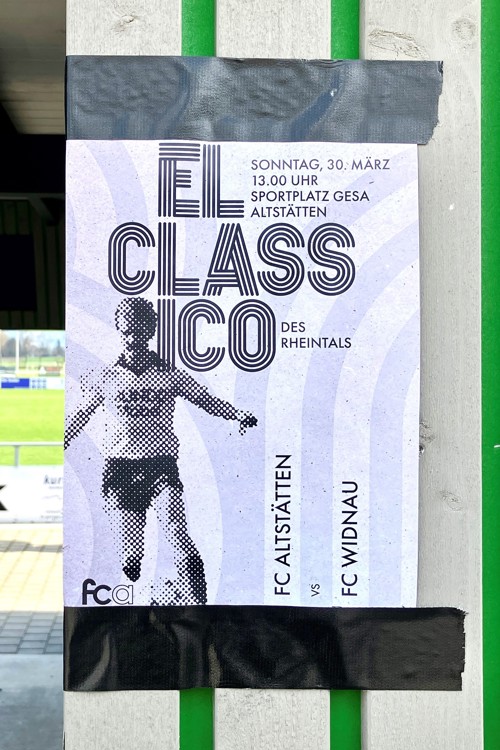 EL
CLASS
ICO
SONNTAG, 30. MÄRZ
13.00 UHR
SPORTPLATZ GESA
ALTSTÄTTEN
DES
RHEINTALS
FC ALTSTÄTTEN
VS
FC WIDNAU
fca